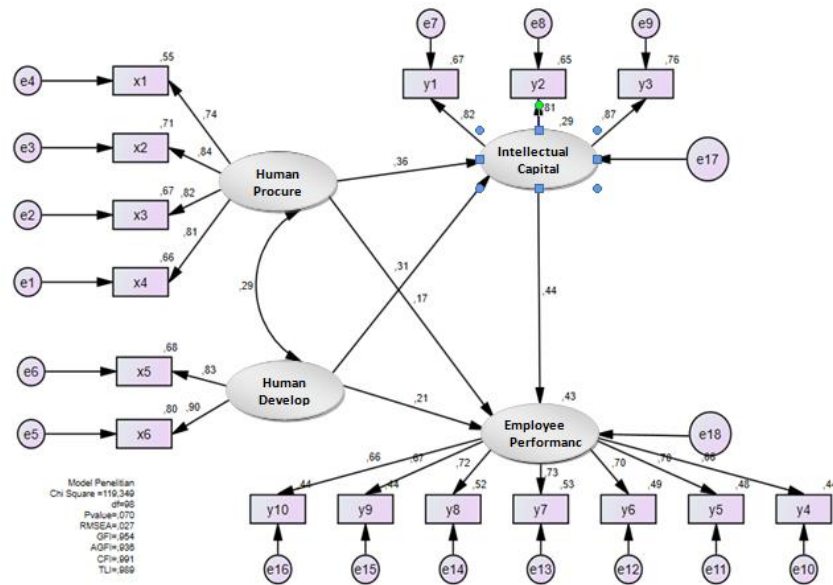 e7
e8
e9
,67
,65
,76
y1
y2
y3
,82
,81
,87
,29
Intellectual
Capital
e17
e4
x1
,55
,74
e3
x2
,71
,84
e2
x3
,67
,82
e1
x4
,66
,81
Human
Procure
,36
,31
,17
,29
,44
e6
x5
,68
,83
e5
x6
,80
,90
Human
Develop
,21
,43
Employee
Performanc
e18
,66
,67
,72
,73
,70
,70
,66
,44
,44
,52
,53
,49
,48
,44
y10
y9
y8
y7
y6
y5
y4
e16
e15
e14
e13
e12
e11
e10
Model Penelitian
Chi Square =119,349
df=98
Pvalue=,070
RMSEA=,027
GFI=,954
AGFI=,936
CFI=,991
TLI=,989